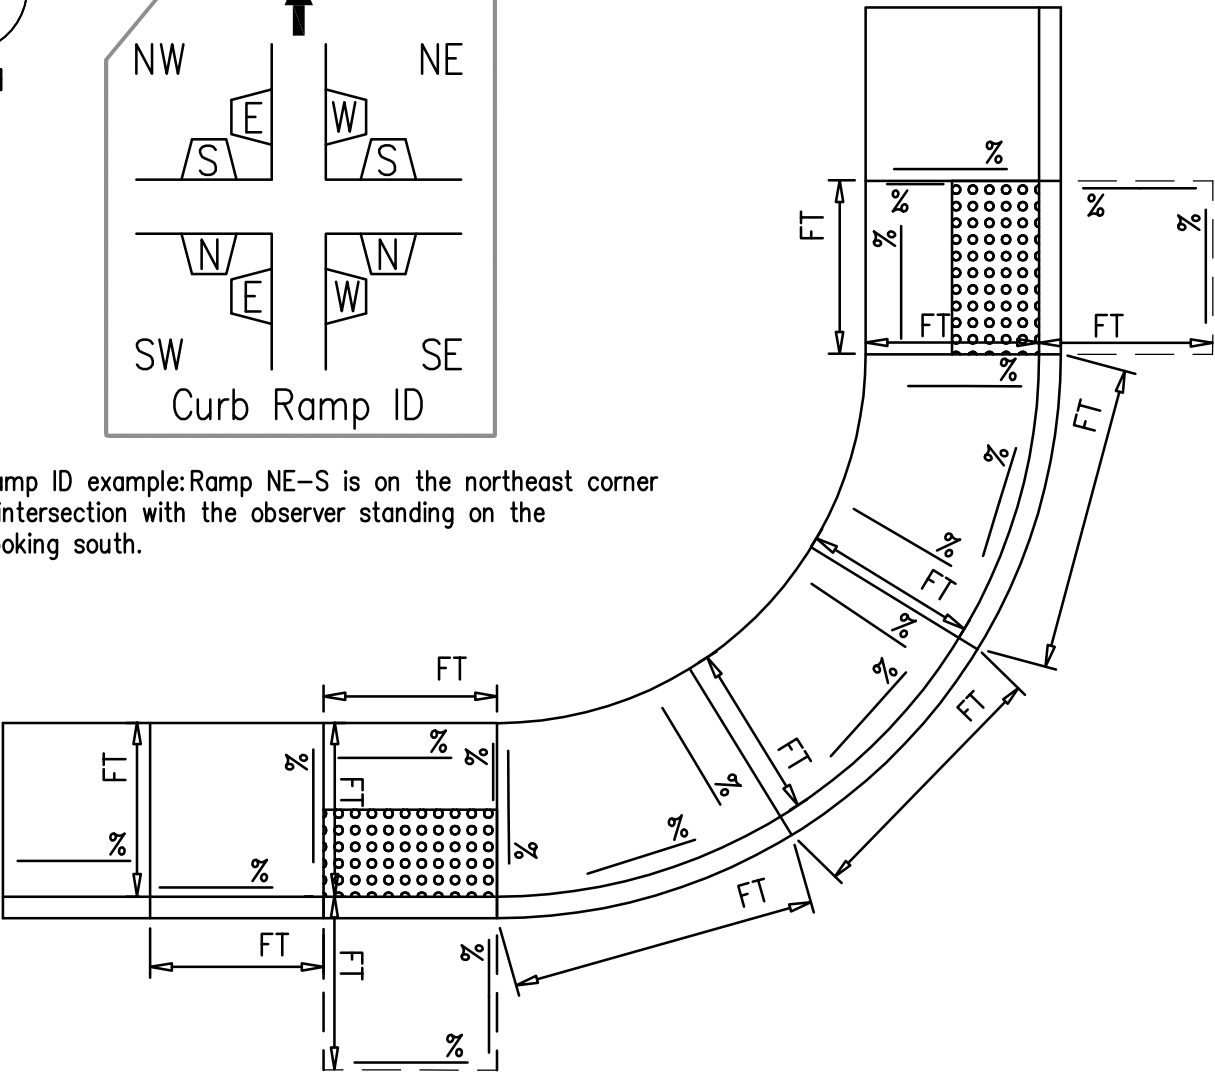 NW NE
E W
S S
N N
E W
SW SE
Curb Ramp ID
amp ID example:Ramp NE-S is on the northeast corner
intersection with the observer standing on the
oking south.
%
%
%
%
FT
%
FT
FT
%
FT
%
%
FT
%
FT
%
FT
%
FT
%
%
FT
FT
%
%
%
%
%
FT
FT
%
FT
%